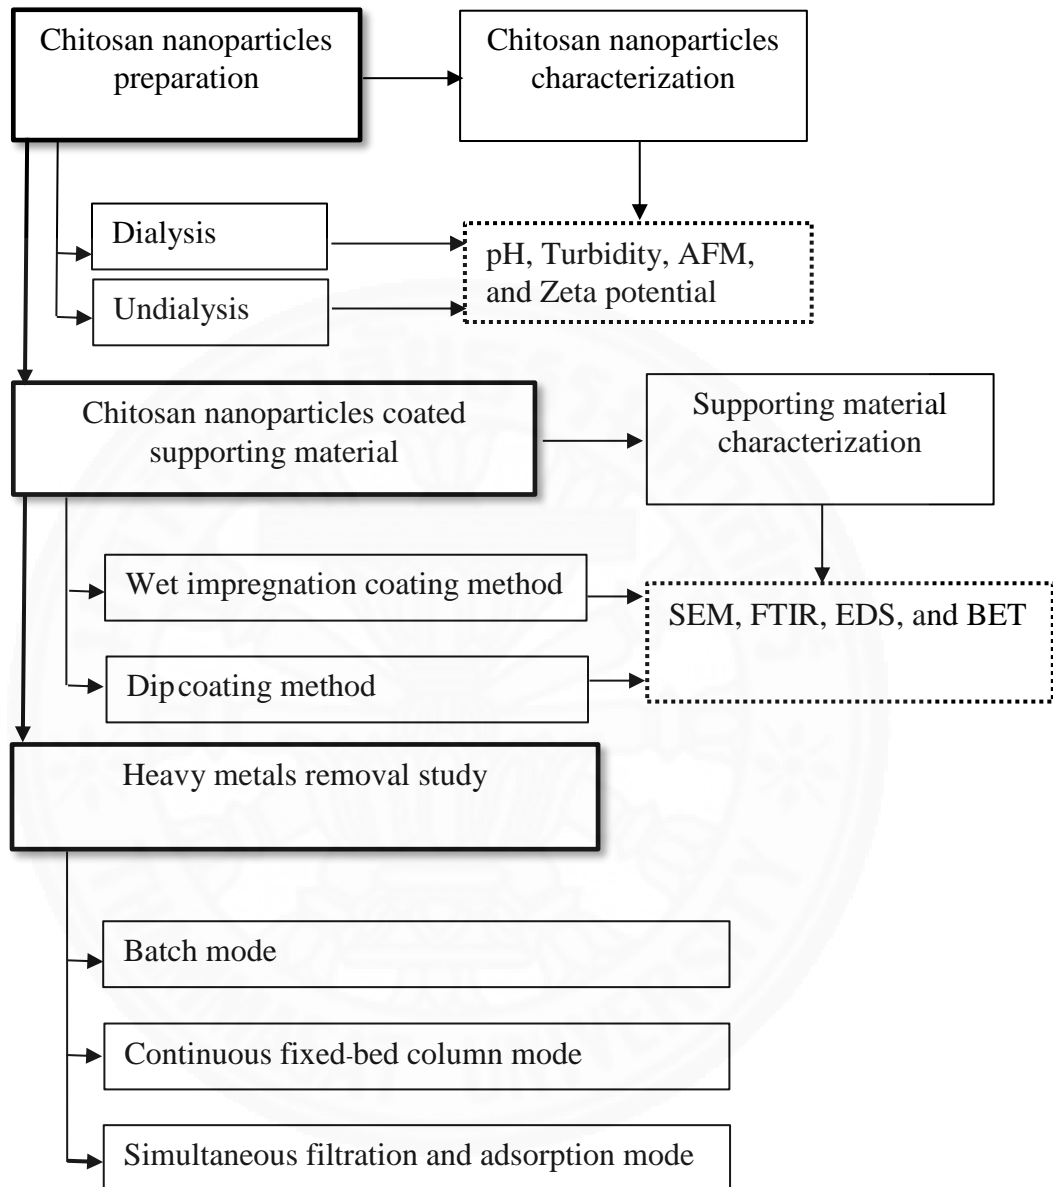 Chitosan nanoparticles
preparation
Chitosan nanoparticles
characterization
Dialysis
Undialysis
pH, Turbidity, AFM,
and Zeta potential
Chitosan nanoparticles coated
supporting material
Supporting material
characterization
Wet impregnation coating method
Dip coating method
SEM, FTIR, EDS, and BET
Heavy metals removal study
Batch mode
Continuous fixed-bed column mode
Simultaneous filtration and adsorption mode